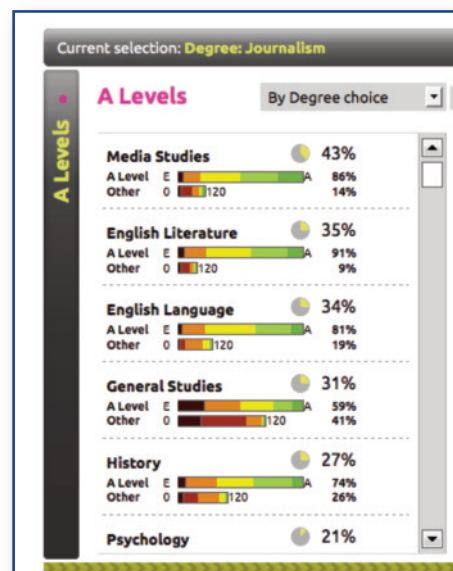 Current selection: Degree: Journalism
A Levels
A Levels By Degree choice
Media Studies 43%
A Level E A 86%
Other 0 120 14%
English Literature 35%
A Level E A 91%
Other 0 120 9%
English Language 34%
A Level E A 81%
Other 0 120 19%
General Studies 31%
A Level E A 59%
Other 0 120 41%
History 27%
A Level E A 74%
Other 0 120 26%
Psychology 21%